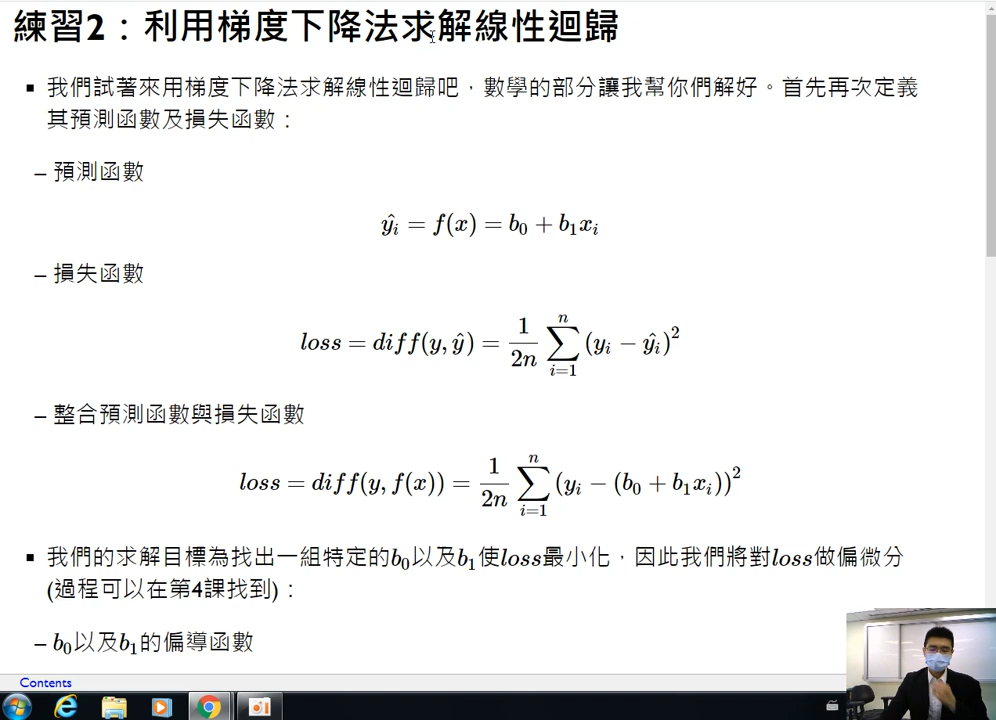 練習2：利用梯度下降法求解線性迴歸
▪ 我們試著來用梯度下降法求解線性迴歸吧，數學的部分讓我幫你們解好。首先再次定義
其預測函數及損失函數：
– 預測函數
ŷᵢ = f(x) = b₀ + b₁xᵢ
– 損失函數
loss = diff(y, ŷ) = 1/2n ∑ⁿᵢ₌₁ (yᵢ − ŷᵢ)²
– 整合預測函數與損失函數
loss = diff(y, f(x)) = 1/2n ∑ⁿᵢ₌₁ (yᵢ − (b₀ + b₁xᵢ))²
▪ 我們的求解目標為找出一組特定的b₀以及b₁使loss最小化，因此我們將對loss做偏微分
(過程可以在第4課找到)：
– b₀以及b₁的偏導函數
Contents